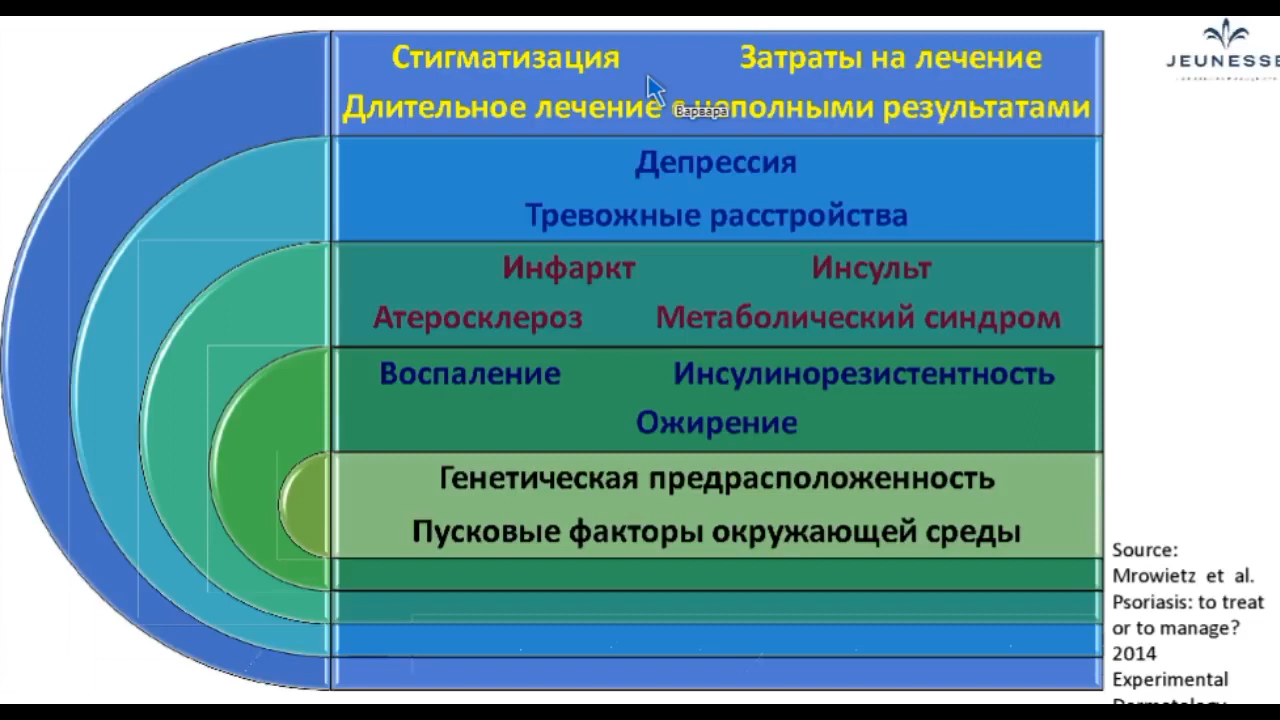 Стигматизация Затраты на лечение
Длительное лечение с неполными результатами
Варвара
Депрессия
Тревожные расстройства
Инфаркт Инсульт
Атеросклероз Метаболический синдром
Воспаление Инсулинорезистентность
Ожирение
Генетическая предрасположенность
Пусковые факторы окружающей среды
JEUNESSE
Source:
Mrowietz et al.
Psoriasis: to treat
or to manage?
2014
Experimental
Dermatology